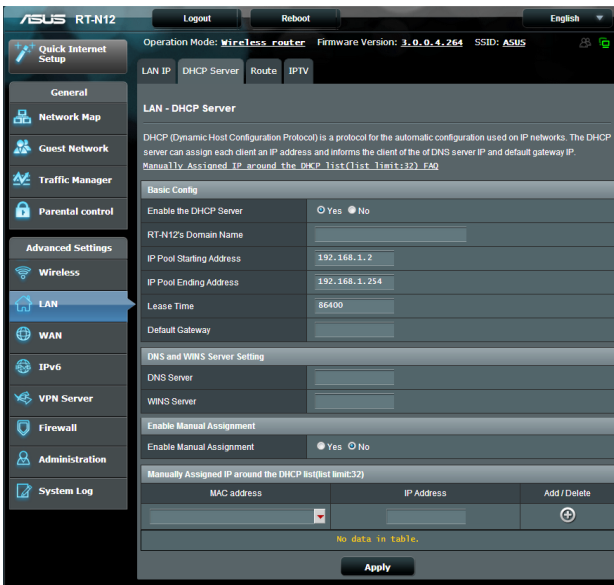 ASUS RT-N12 Logout Reboot English
Quick Internet Setup
Operation Mode: Wireless router Firmware Version: 3.0.0.4.264 SSID: ASUS
LAN IP DHCP Server Route IPTV
General
Network Map
Guest Network
Traffic Manager
Parental control
Advanced Settings
Wireless
LAN
WAN
IPv6
VPN Server
Firewall
Administration
System Log
LAN - DHCP Server
DHCP (Dynamic Host Configuration Protocol) is a protocol for the automatic configuration used on IP networks. The DHCP
server can assign each client an IP address and informs the client of the of DNS server IP and default gateway IP.
Manually Assigned IP around the DHCP list(list limit:32) FAQ
Basic Config
Enable the DHCP Server Yes No
RT-N12's Domain Name
IP Pool Starting Address 192.168.1.2
IP Pool Ending Address 192.168.1.254
Lease Time 86400
Default Gateway
DNS and WINS Server Setting
DNS Server
WINS Server
Enable Manual Assignment
Enable Manual Assignment Yes No
Manually Assigned IP around the DHCP list(list limit:32)
MAC address IP Address Add / Delete
No data in table.
Apply